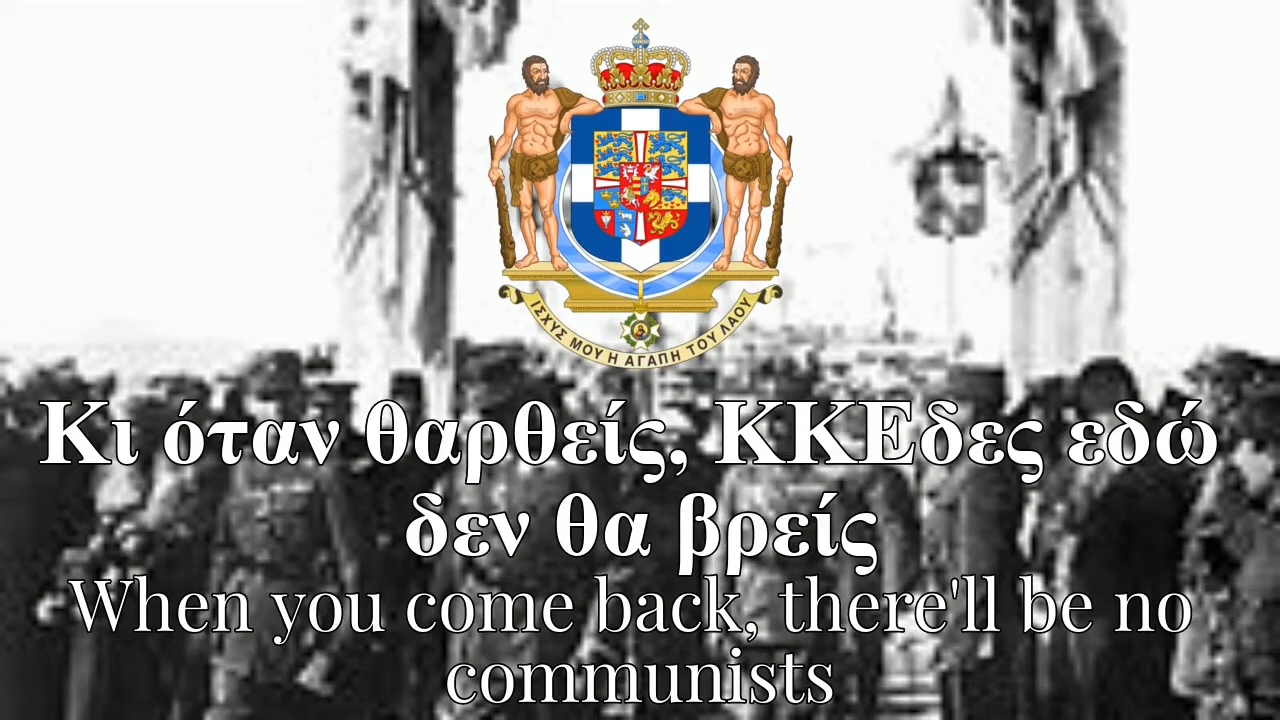 ΙΣΧΥΣ ΜΟΥ Η ΑΓΑΠΗ ΤΟΥ ΛΑΟΥ
Κι όταν θαρθείς, ΚΚΕδες εδώ
δεν θα βρείς
When you come back, there'll be no
communists